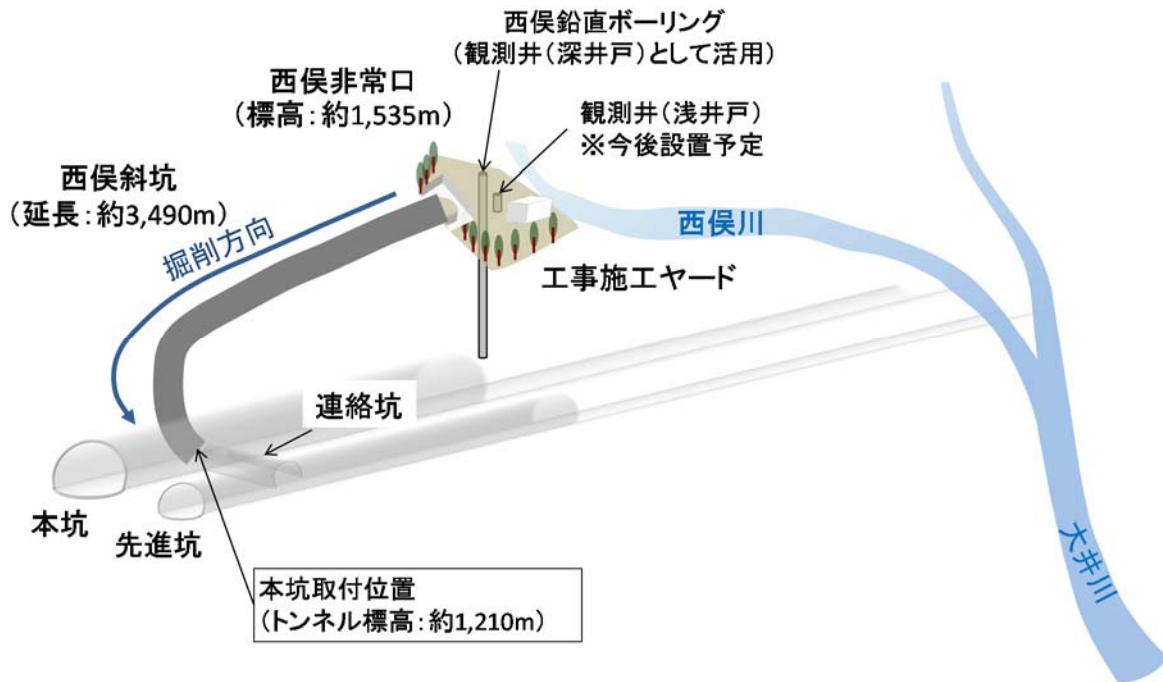 西俣鉛直ボーリング
（観測井（深井戸）として活用）
西俣非常口
（標高：約1,535m）
観測井（浅井戸）
※今後設置予定
西俣斜坑
（延長：約3,490m）
掘削方向
西俣川
工事施工ヤード
連絡坑
本坑
先進坑
大井川
本坑取付位置
（トンネル標高：約1,210m）